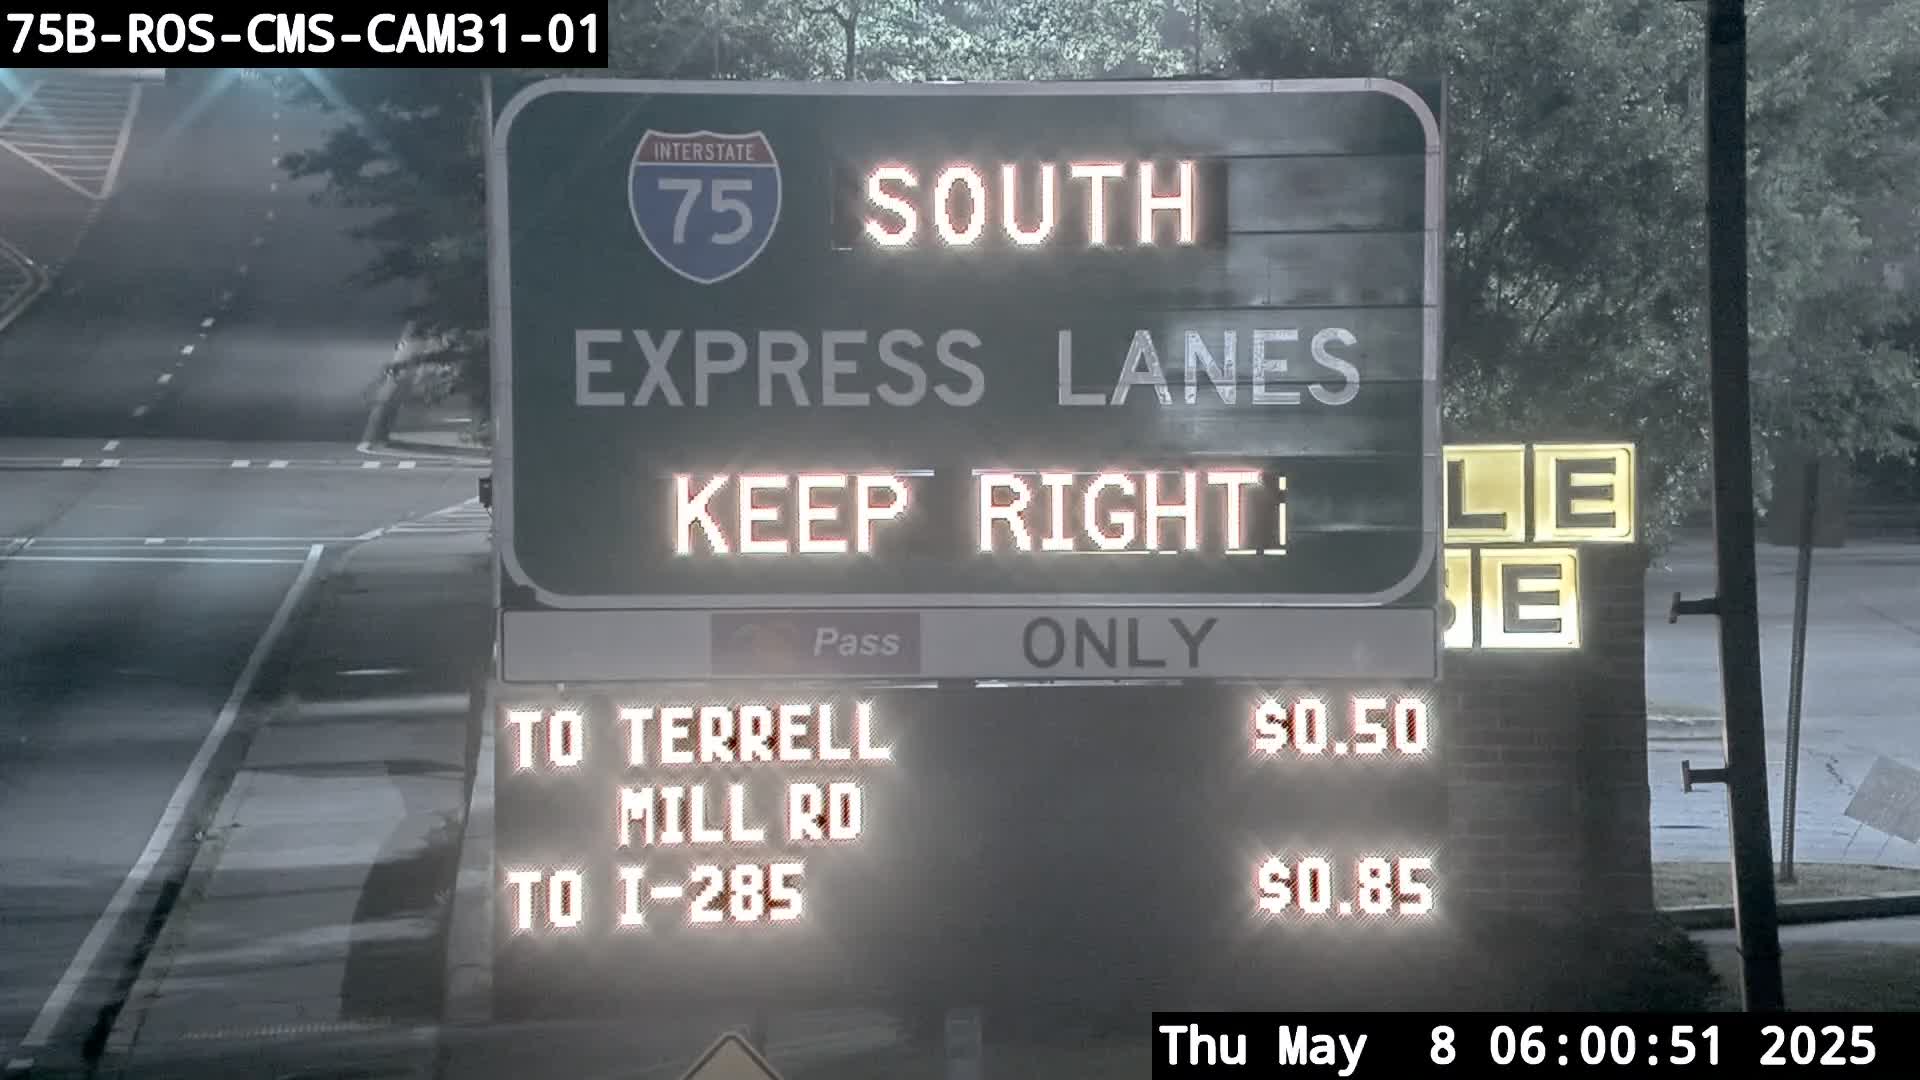 75B-ROS-CMS-CAM31-01
INTERSTATE
75
SOUTH
EXPRESS LANES
KEEP RIGHT
Pass ONLY
LE
E
TO TERRELL $0.50
MILL RD
TO I-285 $0.85
Thu May 8 06:00:51 2025